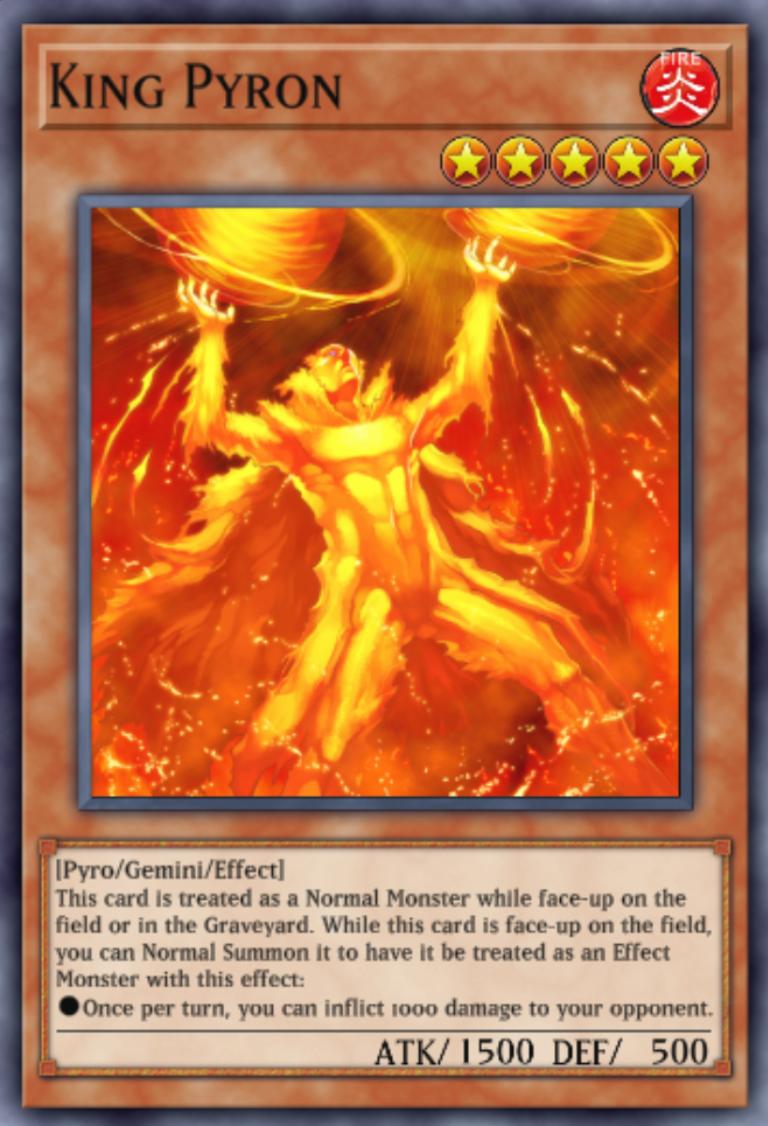 King Pyron
FIRE
炎
[Pyro/Gemini/Effect]
This card is treated as a Normal Monster while face-up on the
field or in the Graveyard. While this card is face-up on the field,
you can Normal Summon it to have it be treated as an Effect
Monster with this effect:
●Once per turn, you can inflict 1000 damage to your opponent.
ATK/ 1500 DEF/ 500